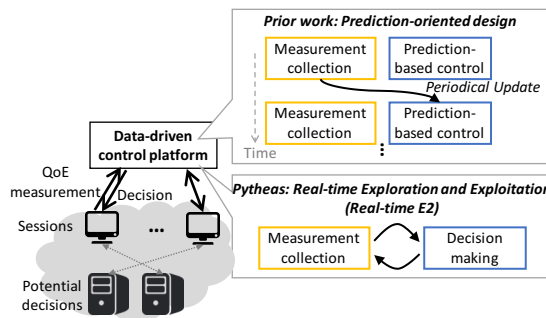 Prior work: Prediction-oriented design
Measurement
collection
Prediction-
based control
Periodical Update
Measurement
collection
Prediction-
based control
Time
...
Data-driven
control platform
QoE
measurement
Decision
Sessions
...
Potential
decisions
Pytheas: Real-time Exploration and Exploitation
(Real-time E2)
Measurement
collection
Decision
making